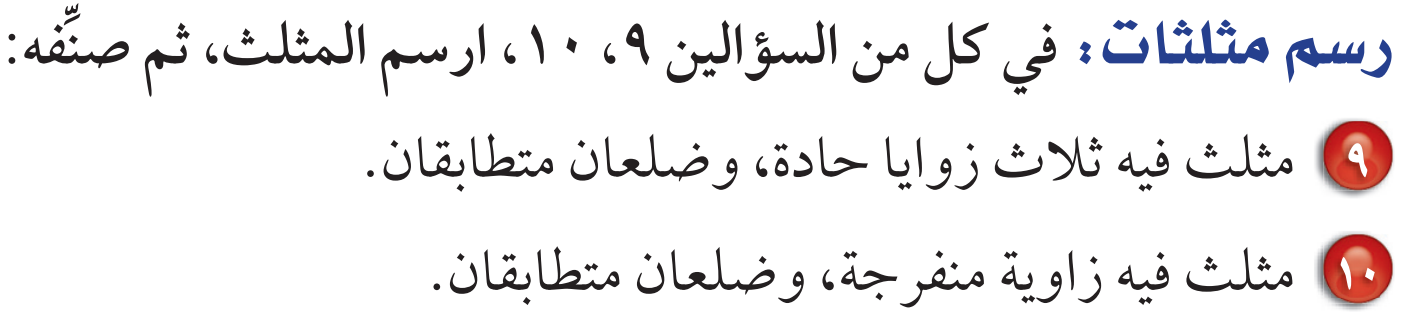 رسم مثلثات: في كل من السؤالين ٩، ١٠، ارسم المثلث، ثم صنِّفه:
٩ مثلث فيه ثلاث زوايا حادة، وضلعان متطابقان.
١٠ مثلث فيه زاوية منفرجة، وضلعان متطابقان.